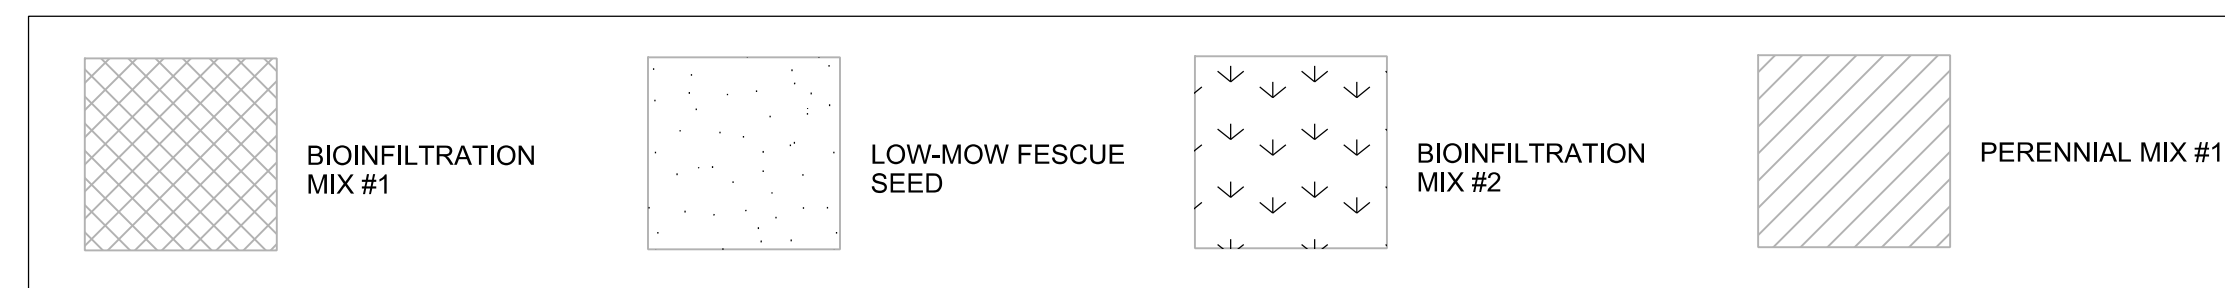 BIOINFILTRATION
MIX #1
LOW-MOW FESCUE
SEED
BIOINFILTRATION
MIX #2
PERENNIAL MIX #1